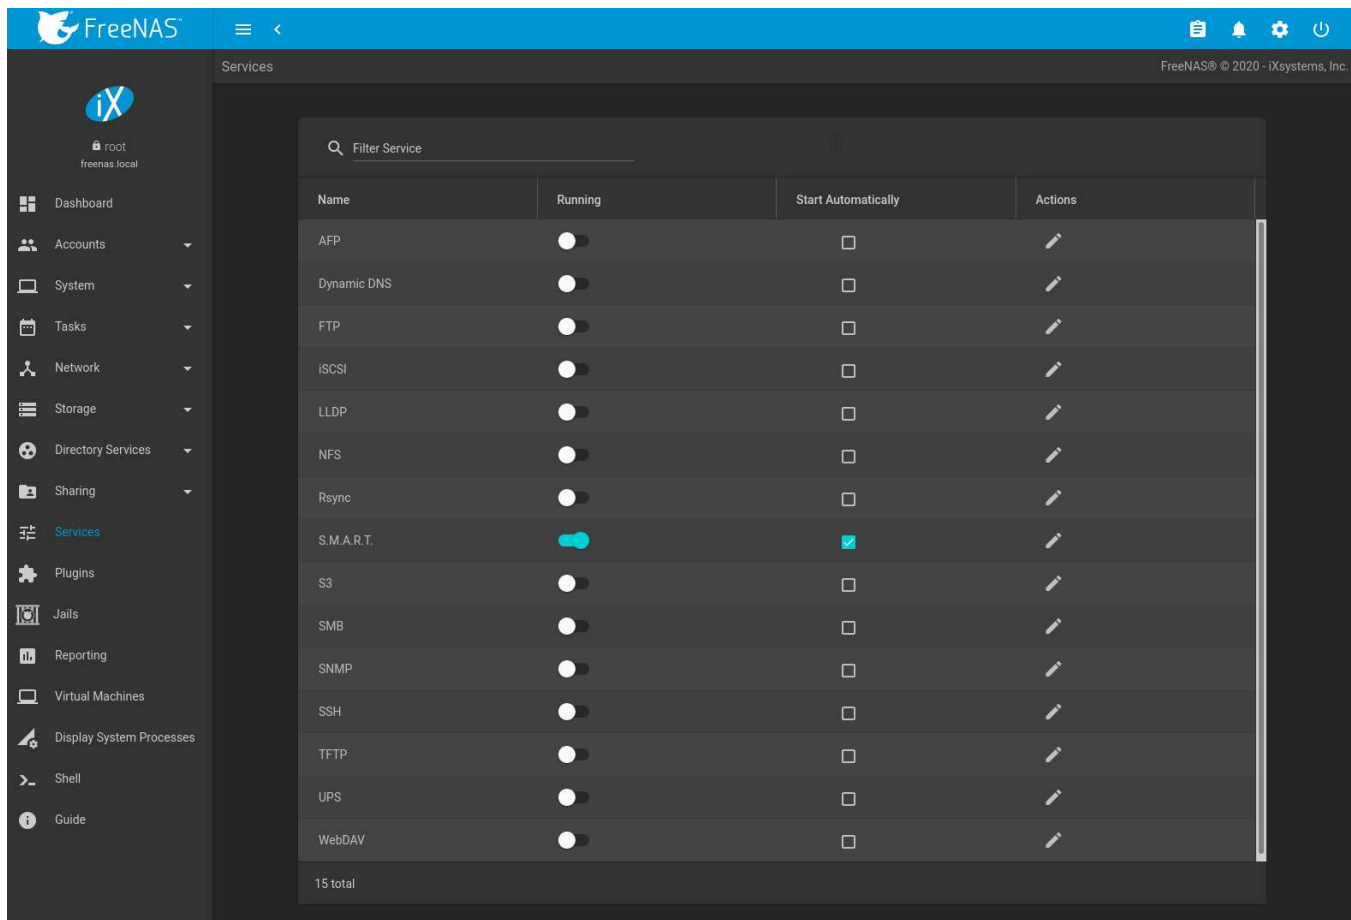 FreeNAS
Services
FreeNAS® © 2020 - iXsystems, Inc.
iX
root
freenas.local
Dashboard
Accounts
System
Tasks
Network
Storage
Directory Services
Sharing
Services
Plugins
Jails
Reporting
Virtual Machines
Display System Processes
Shell
Guide
Filter Service
Name Running Start Automatically Actions
AFP
Dynamic DNS
FTP
iSCSI
LLDP
NFS
Rsync
S.M.A.R.T.
S3
SMB
SNMP
SSH
TFTP
UPS
WebDAV
15 total